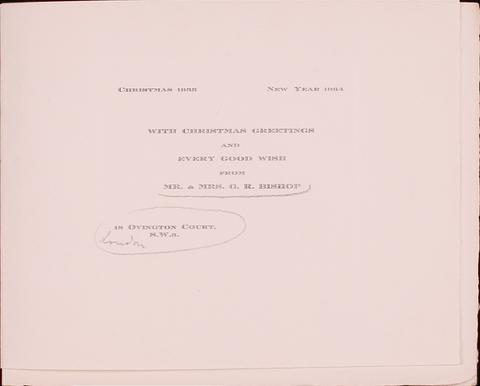 CHRISTMAS 1933 NEW YEAR 1934
WITH CHRISTMAS GREETINGS
AND
EVERY GOOD WISH
FROM
MR. & MRS. G. R. BISHOP
18 OVINGTON COURT,
S.W.3.
London